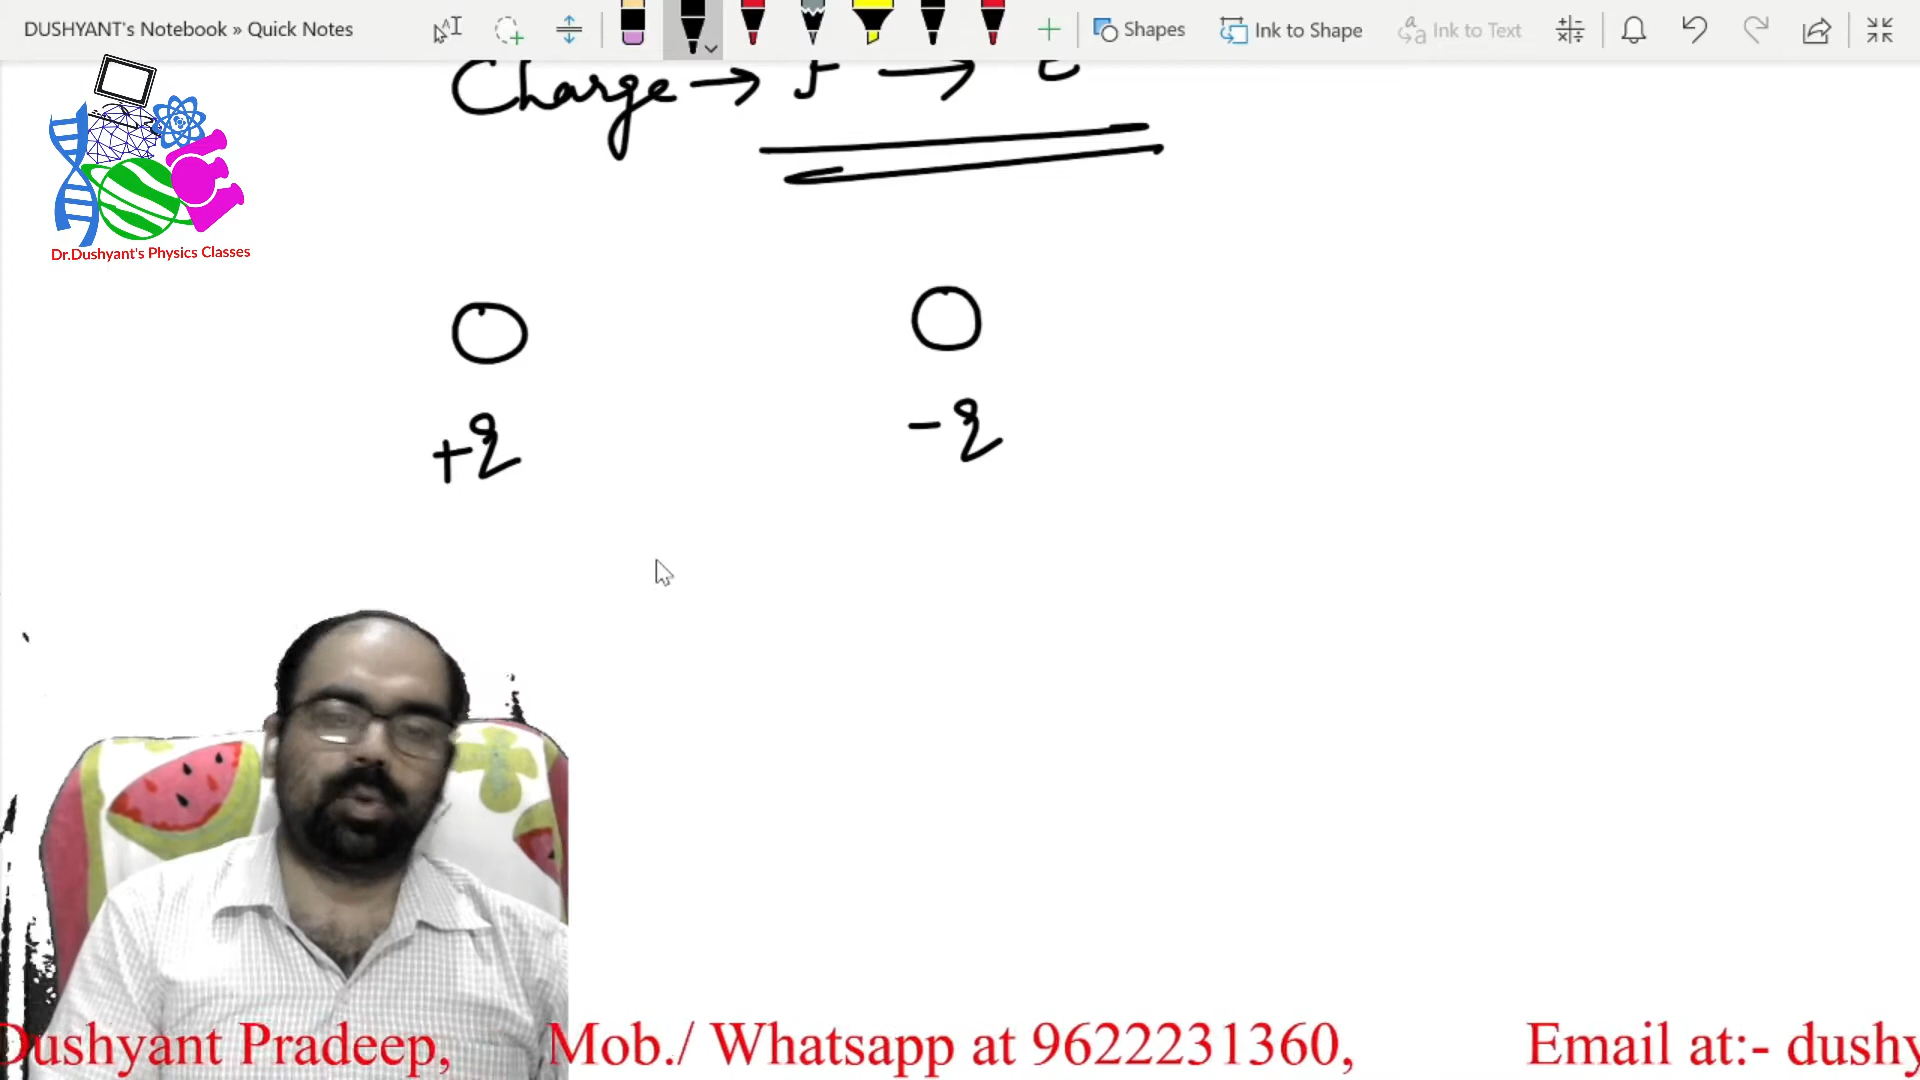 DUSHYANT's Notebook » Quick Notes
Shapes
Ink to Shape
Ink to Text
Charge →
Dr.Dushyant's Physics Classes
+q
-q
Dushyant Pradeep, Mob./ Whatsapp at 9622231360, Email at:- dushy